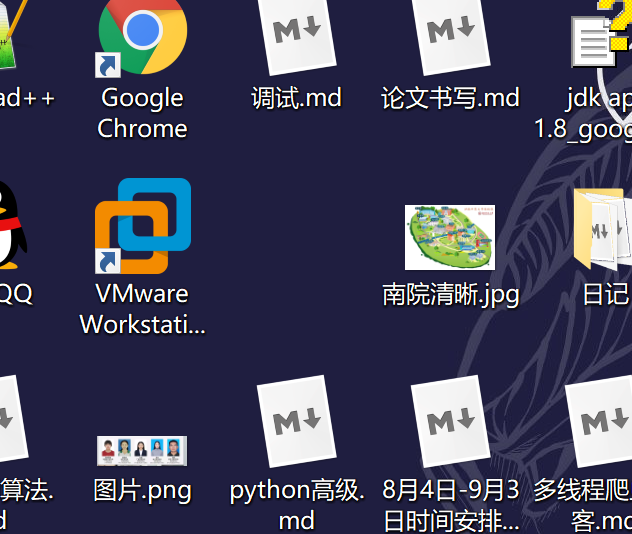 ad++
Google
Chrome
调试.md
论文书写.md
jdk ap
1.8_goog
QQ
VMware
Workstati...
南院清晰.jpg
日记
算法.
d
图片.png
python高级.
md
8月4日-9月3
日时间安排...
多线程爬
客.md